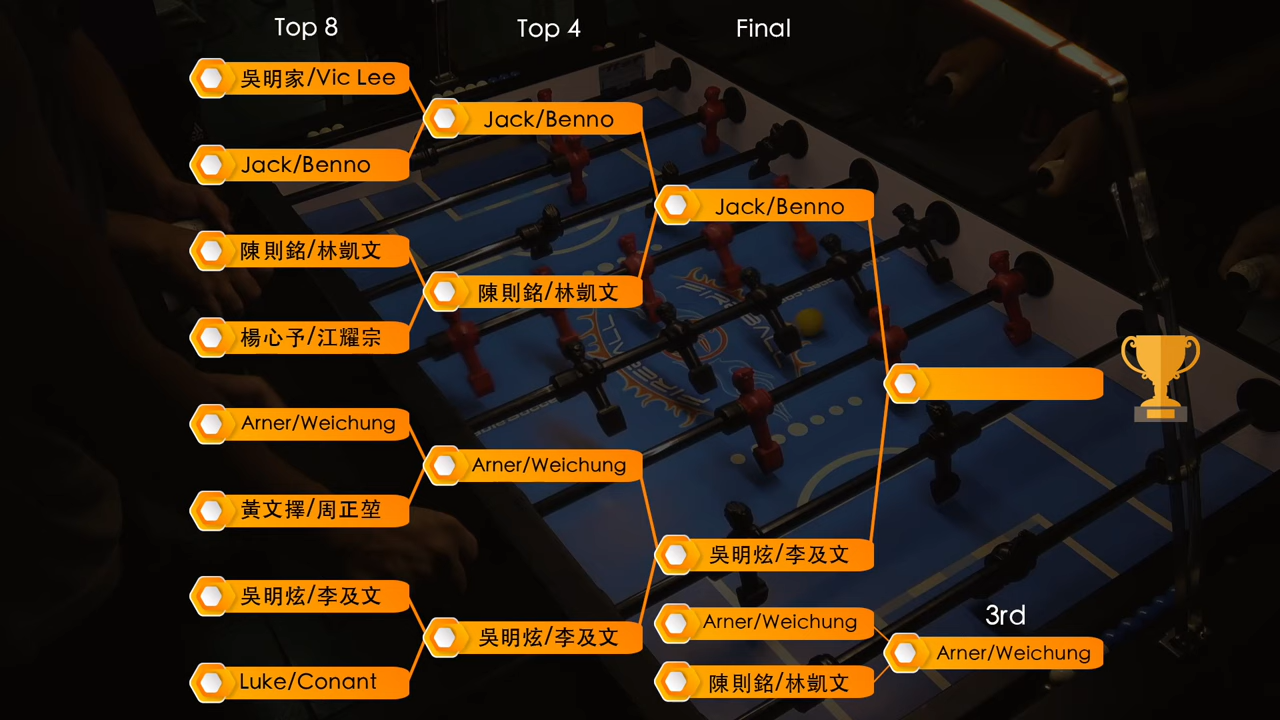 Top 8
Top 4
Final
吳明家/Vic Lee
Jack/Benno
陳則銘/林凱文
楊心予/江耀宗
Arner/Weichung
黃文擇/周正堃
吳明炫/李及文
Luke/Conant
Jack/Benno
陳則銘/林凱文
Arner/Weichung
吳明炫/李及文
Jack/Benno
吳明炫/李及文
Arner/Weichung
陳則銘/林凱文
3rd
Arner/Weichung
FIREBALL
FIREBALL